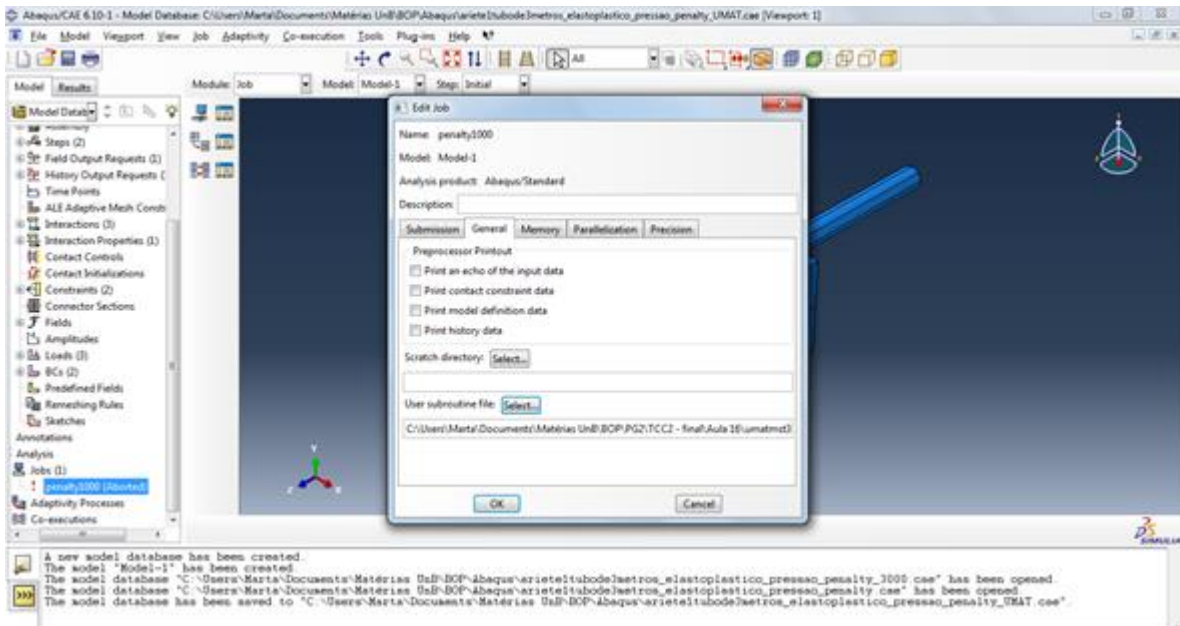 Abaqus/CAE 6.10-1 - Model Database: C:\Users\Marta\Documents\Matérias UnB\BOP\Abaqus\ariete1tubode3metros_elastoplastico_pressao_penalty_UMAT.cae [Viewport: 1]
File Model Viewport View Job Adaptivity Co-execution Tools Plug-ins Help
All
Model Results
Module: Job Model: Model-1 Step: Initial
Model Databa
Assembly
Steps (2)
Field Output Requests (1)
History Output Requests (
Time Points
ALE Adaptive Mesh Constr
Interactions (3)
Interaction Properties (1)
Contact Controls
Contact Initializations
Constraints (2)
Connector Sections
Fields
Amplitudes
Loads (3)
BCs (2)
Predefined Fields
Remeshing Rules
Sketches
Annotations
Analysis
Jobs (1)
penalty1000 (Aborted)
Adaptivity Processes
Co-executions
Edit Job
Name: penalty1000
Model: Model-1
Analysis product: Abaqus/Standard
Description:
Submission General Memory Parallelization Precision
Preprocessor Printout
Print an echo of the input data
Print contact constraint data
Print model definition data
Print history data
Scratch directory: Select...
User subroutine file: Select...
C:\Users\Marta\Documents\Matérias UnB\BOP\PG2\TCC2 - final\Aula 16\umatmst3
OK Cancel
Y
SIMULIA
A new model database has been created.
The model "Model-1" has been created.
The model database "C:\Users\Marta\Documents\Matérias UnB\BOP\Abaqus\ariete1tubode3metros_elastoplastico_pressao_penalty_3000.cae" has been opened.
The model database "C:\Users\Marta\Documents\Matérias UnB\BOP\Abaqus\ariete1tubode3metros_elastoplastico_pressao_penalty.cae" has been opened.
The model database has been saved to "C:\Users\Marta\Documents\Matérias UnB\BOP\Abaqus\ariete1tubode3metros_elastoplastico_pressao_penalty_UMAT.cae".